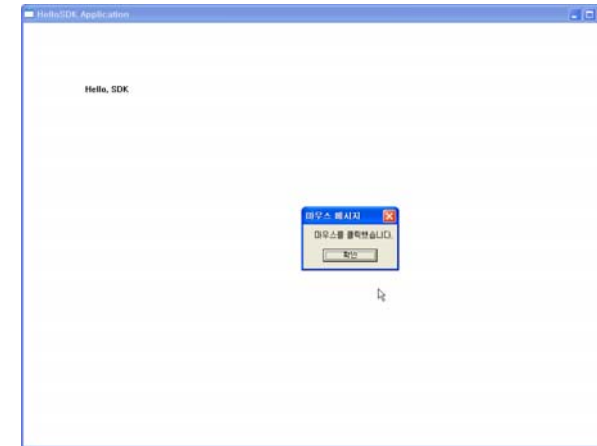 HelloSDK Application
Hello, SDK
마우스 메시지
마우스를 클릭했습니다.
확인